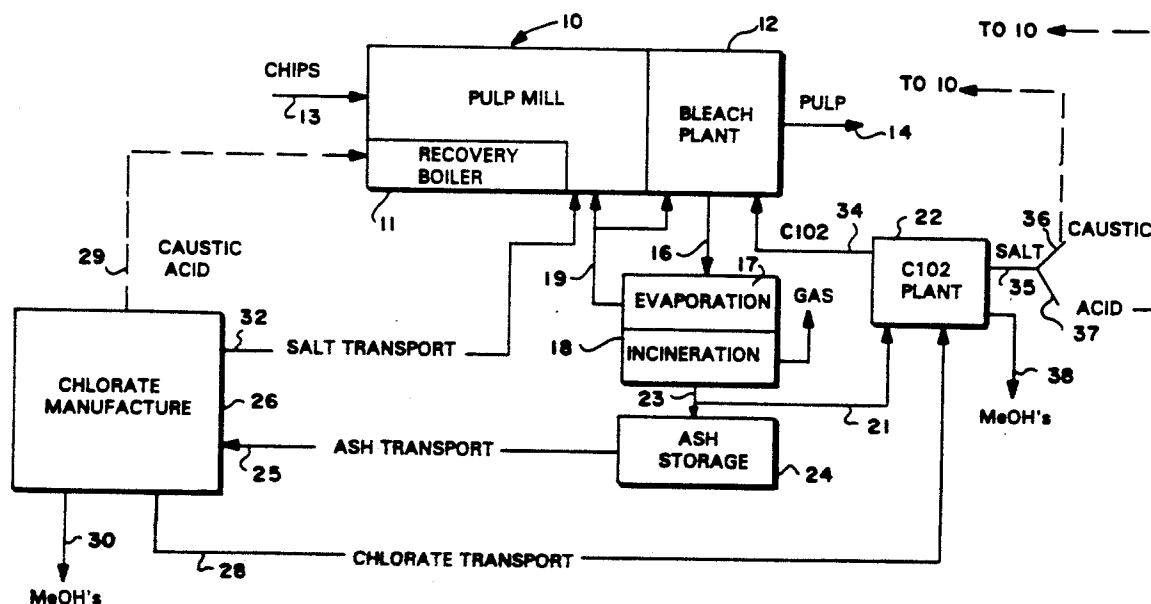 10
12
TO 10
CHIPS
13
PULP MILL
BLEACH
PLANT
PULP
14
TO 10
RECOVERY
BOILER
11
29
CAUSTIC
ACID
19
16
C102
34
22
36
CAUSTIC
SALT
35
C102
PLANT
17
EVAPORATION
GAS
ACID
37
32
SALT TRANSPORT
18
INCINERATION
38
CHLORATE
MANUFACTURE
26
23
21
MeOH's
ASH TRANSPORT
25
ASH
STORAGE
24
30
28
CHLORATE TRANSPORT
MeOH's